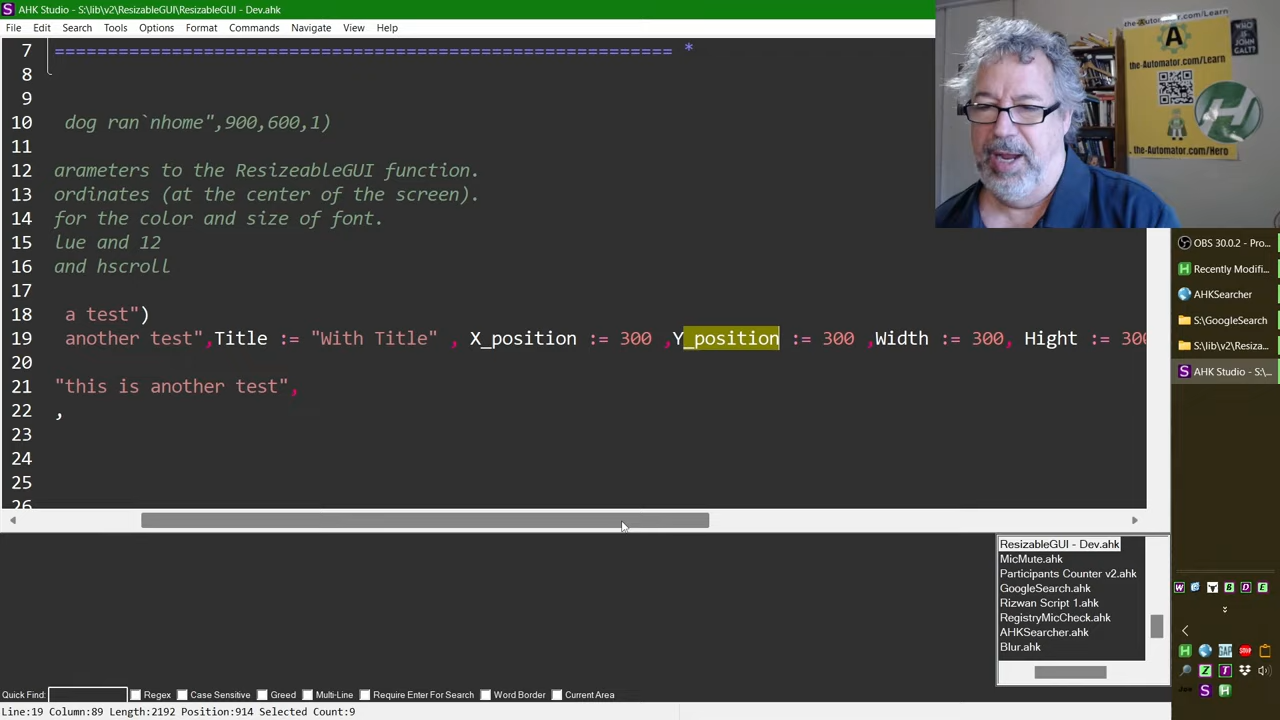 AHK Studio - S:\lib\v2\ResizableGUI\ResizableGUI - Dev.ahk
File Edit Search Tools Options Format Commands Navigate Help
7 ========================================================== *
8
9
10 dog ran`nhome",900,600,1)
11
12 arameters to the ResizeableGUI function.
13 ordinates (at the center of the screen).
14 for the color and size of font.
15 lue and 12
16 and hscroll
17
18 a test")
19 another test",Title := "With Title" , X_position := 300 ,Y_position := 300 ,Width := 300, Hight := 300
20
21 "this is another test",
22 ,
23
24
25
26
the-Automator.com/Learn
A
WHO IS JOHN GALT?
the-Automator.com/Learn
the-Automator.com/Hero
OBS 30.0.2 - Pro...
Recently Modifi...
AHKSearcher
S:\GoogleSearch
S:\lib\v2\Resiza...
AHK Studio - S:\...
ResizableGUI - Dev.ahk
MicMute.ahk
Participants Counter v2.ahk
GoogleSearch.ahk
Rizwan Script 1.ahk
RegistryMicCheck.ahk
AHKSearcher.ahk
Blur.ahk
Quick Find: Regex Case Sensitive Greed Multi-Line Require Enter For Search Word Border Current Area
Line:19 Column:89 Length:2192 Position:914 Selected Count:9